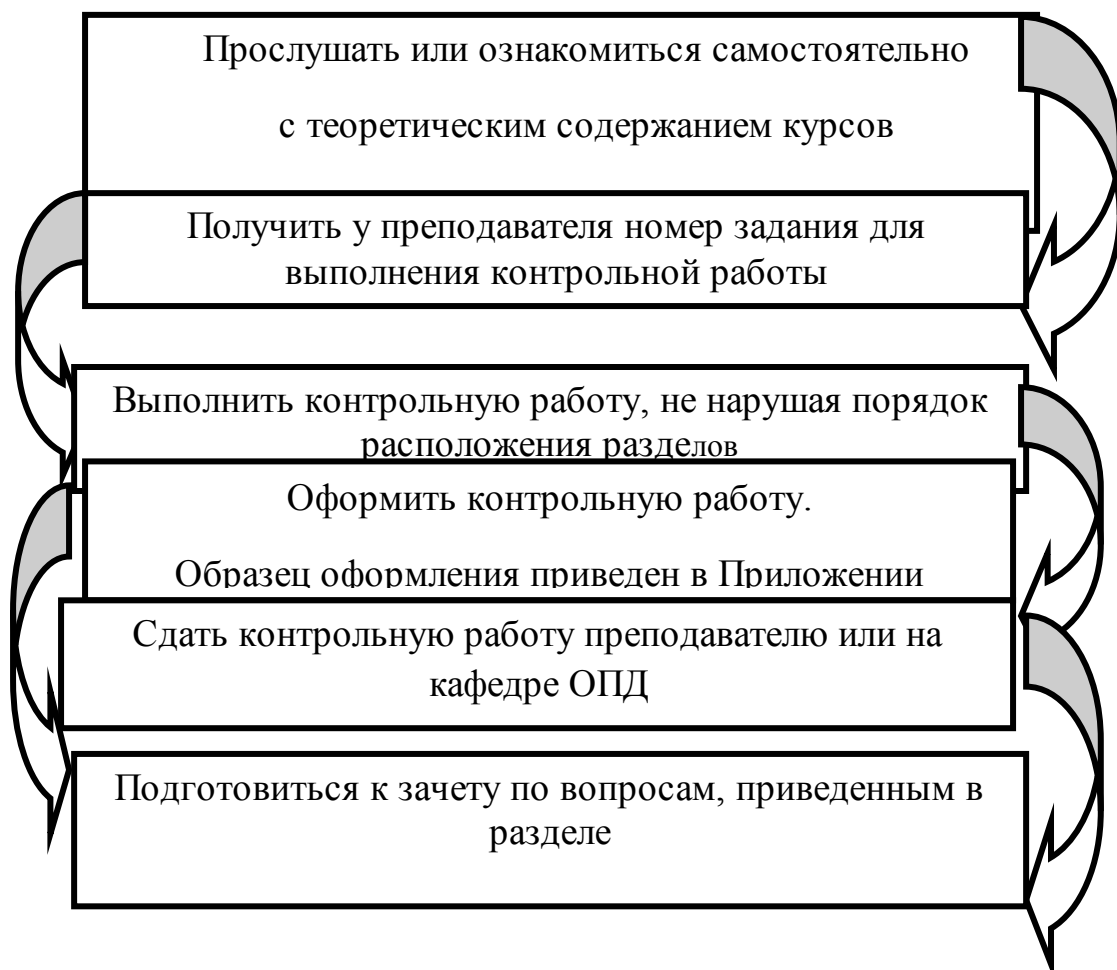 Прослушать или ознакомиться самостоятельно
с теоретическим содержанием курсов
Получить у преподавателя номер задания для
выполнения контрольной работы
Выполнить контрольную работу, не нарушая порядок
расположения разделов
Оформить контрольную работу.
Образец оформления приведен в Приложении
Сдать контрольную работу преподавателю или на
кафедре ОПД
Подготовиться к зачету по вопросам, приведенным в
разделе